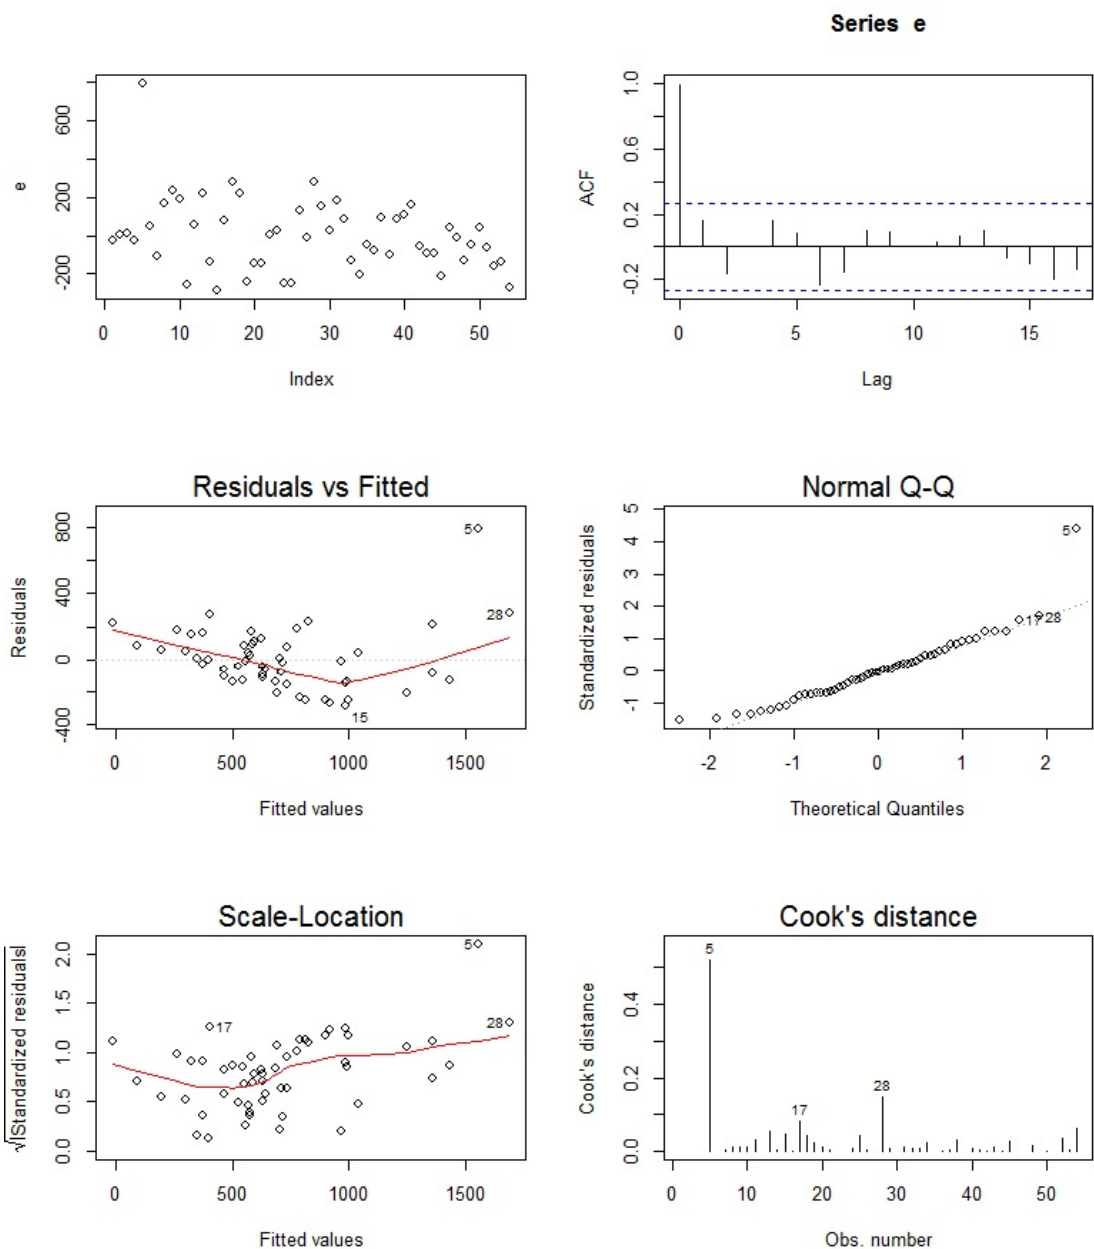 Series e
e
600
200
-200
0 10 20 30 40 50
Index
ACF
1.0
0.6
0.2
-0.2
0 5 10 15
Lag
Residuals vs Fitted
Residuals
800
400
0
-400
5
28
15
0 500 1000 1500
Fitted values
Normal Q-Q
Standardized residuals
5
4
3
2
1
0
-1
5
17
28
-2 -1 0 1 2
Theoretical Quantiles
Scale-Location
√|Standardized residuals|
2.0
1.5
1.0
0.5
0.0
5
17
28
0 500 1000 1500
Fitted values
Cook's distance
Cook's distance
0.4
0.2
0.0
5
17
28
0 10 20 30 40 50
Obs. number